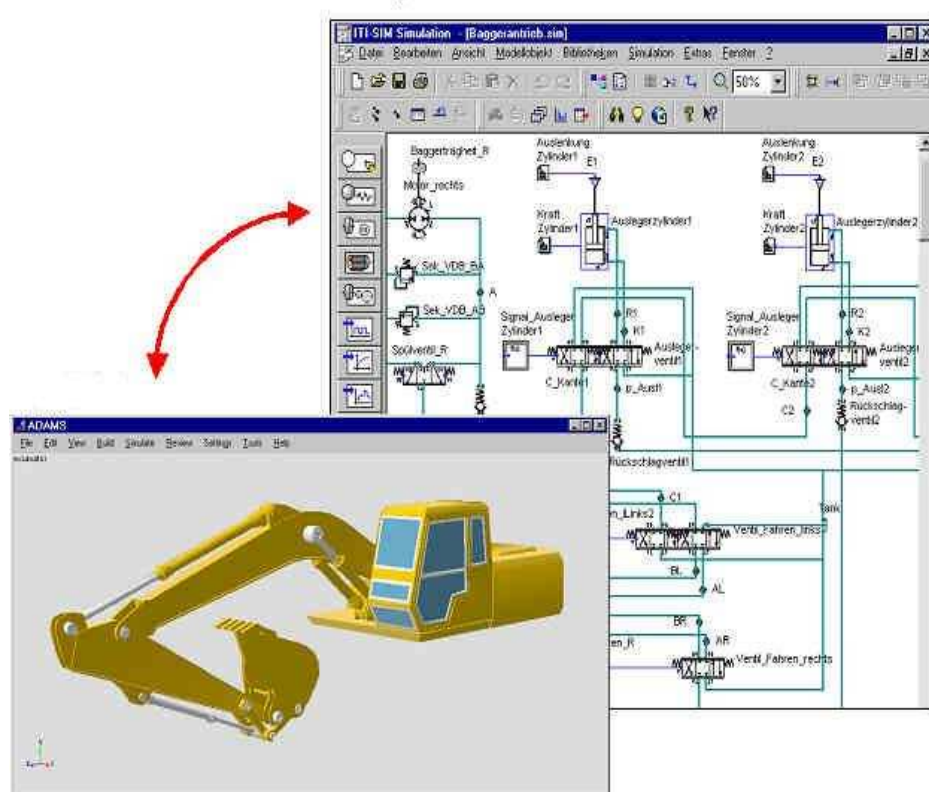 ITI-SIM Simulation - [Baggerantrieb.sim]
Datei Bearbeiten Ansicht Modellobjekt Bibliotheken Simulation Extras Fenster ?
50%
Auslenkung
Zylinder1
E1
Auslenkung
Zylinder2
E2
Baggerträgheit_R
Motor_rechts
Kraft
Zylinder1
Auslegerzylinder1
Kraft
Zylinder2
Auslegerzylinder2
Sek_VDB_BA
A
Sek_VDB_AB
Signal_Ausleger
Zylinder1
R1
K1
Signal_Ausleger
Zylinder2
R2
K2
Spülventil_R
Ausleger-
ventil1
Ausleger
ventil2
C_Kante1
p_Ausl1
C_Kante2
p_Ausl2
C2
Rückschlag-
ventil2
Rückschlagventil1
C1
Tank
n_Links2
Ventil_Fahren_links
BL
AL
BR
AR
en_R
Ventil_Fahren_rechts
ADAMS
File Edit View Build Simulate Review Settings Tools Help